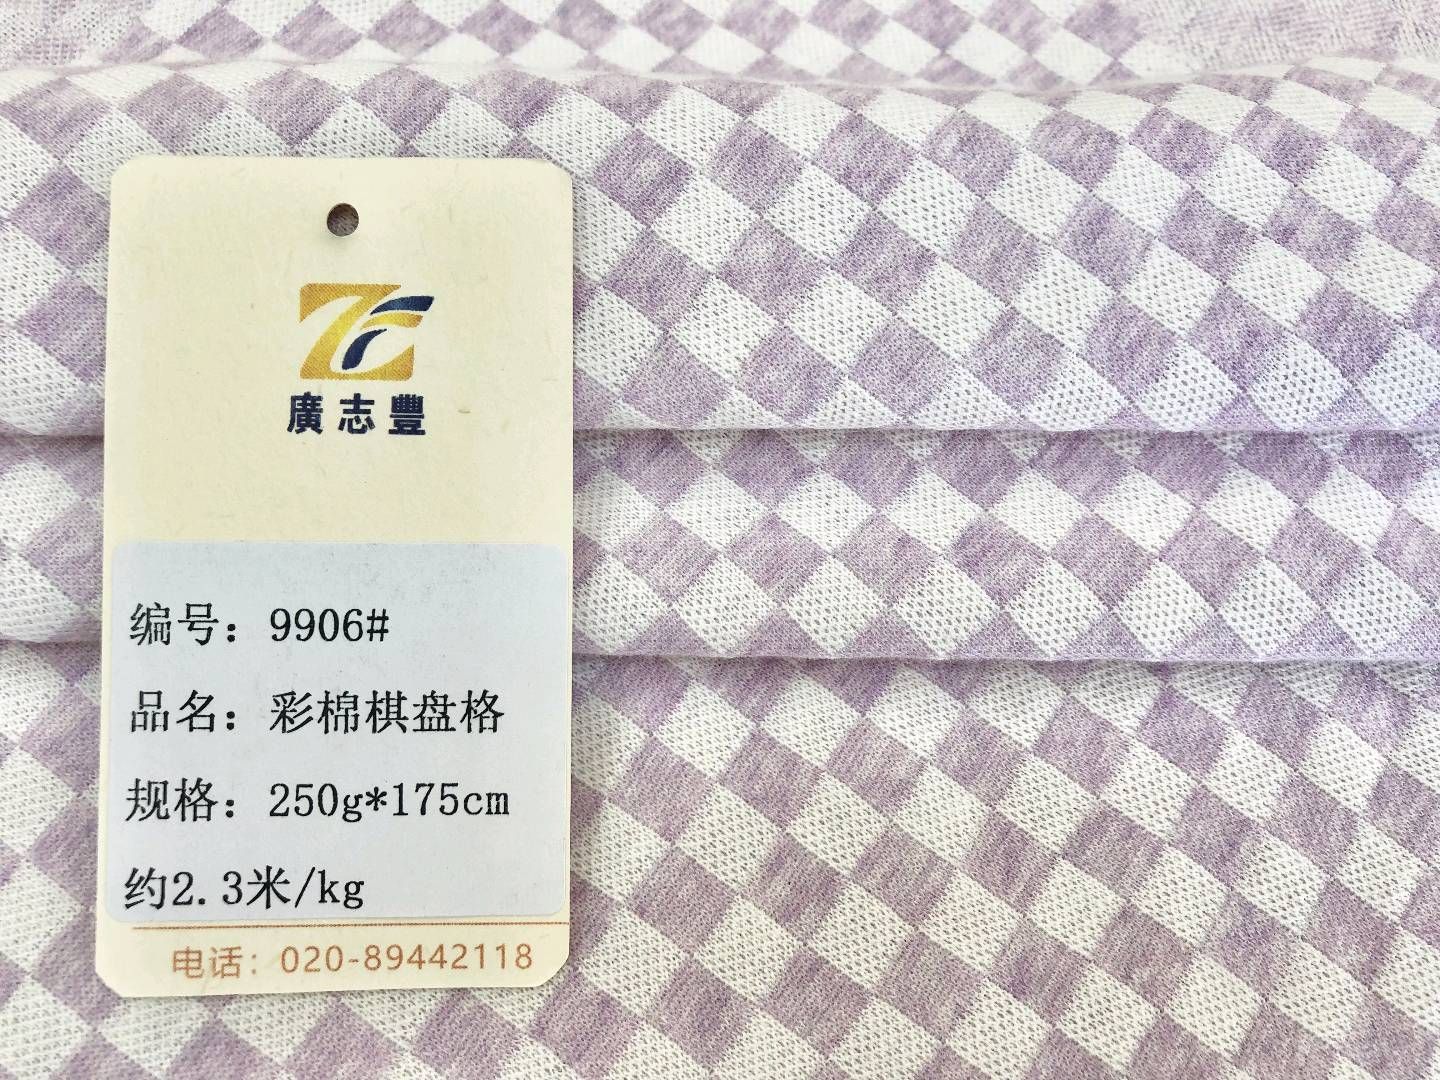 廣志豐
编号：9906#
品名：彩棉棋盘格
规格：250g*175cm
约2.3米/kg
电话：020-89442118